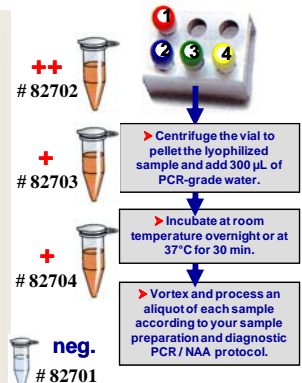 ++
# 82702
+
# 82703
+
# 82704
neg.
# 82701
1
2 3 4
➤ Centrifuge the vial to
pellet the lyophilized
sample and add 300 µL of
PCR-grade water.
➤ Incubate at room
temperature overnight or at
37°C for 30 min.
➤ Vortex and process an
aliquot of each sample
according to your sample
preparation and diagnostic
PCR / NAA protocol.